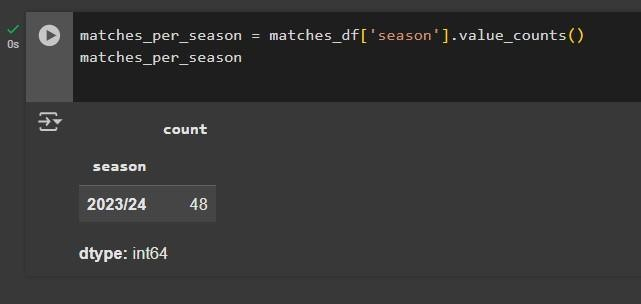 matches_per_season = matches_df['season'].value_counts()
0s
matches_per_season
count
season
2023/24 48
dtype: int64